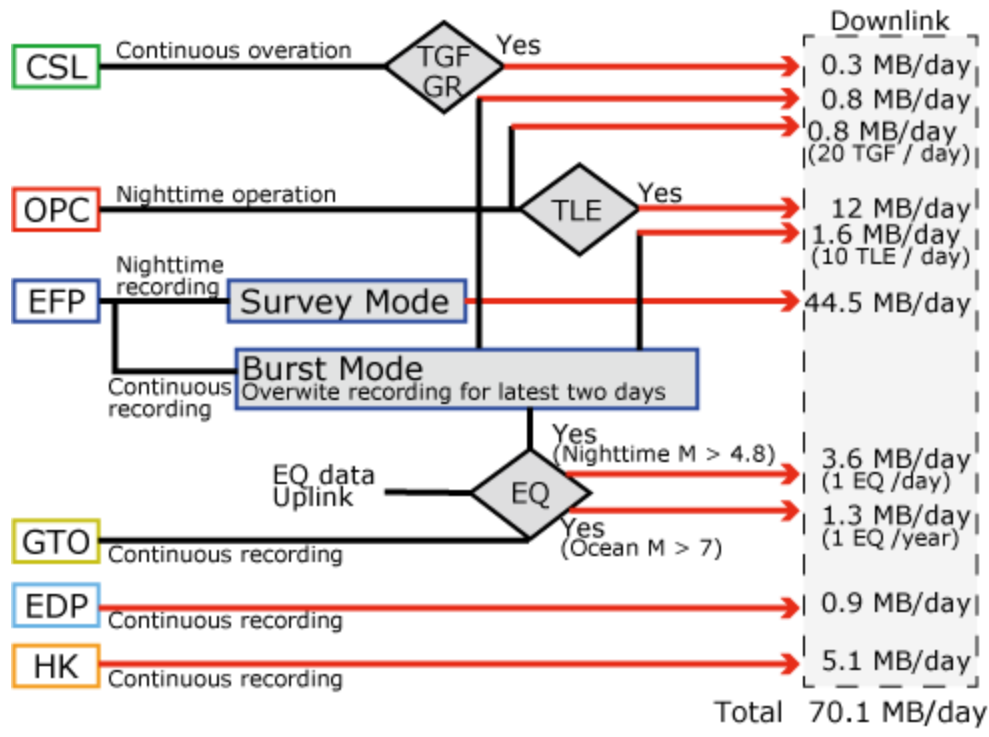 Downlink
CSL
Continuous overation
TGF
GR
Yes
0.3 MB/day
0.8 MB/day
0.8 MB/day
(20 TGF / day)
OPC
Nighttime operation
TLE
Yes
12 MB/day
1.6 MB/day
(10 TLE / day)
EFP
Nighttime
recording
Survey Mode
44.5 MB/day
Continuous
recording
Burst Mode
Overwite recording for latest two days
Yes
(Nighttime M > 4.8)
3.6 MB/day
(1 EQ /day)
EQ data
Uplink
EQ
Yes
(Ocean M > 7)
1.3 MB/day
(1 EQ /year)
GTO
Continuous recording
EDP
Continuous recording
0.9 MB/day
HK
Continuous recording
5.1 MB/day
Total 70.1 MB/day